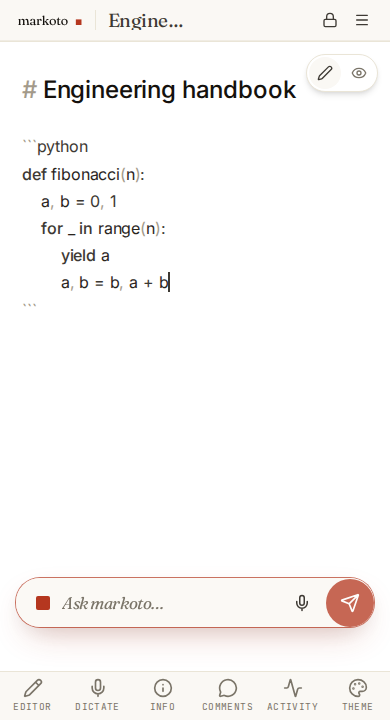 markoto
Engine...
# Engineering handbook
```python
def fibonacci(n):
    a, b = 0, 1
    for _ in range(n):
        yield a
        a, b = b, a + b
```
Ask markoto...
EDITOR DICTATE INFO COMMENTS ACTIVITY THEME